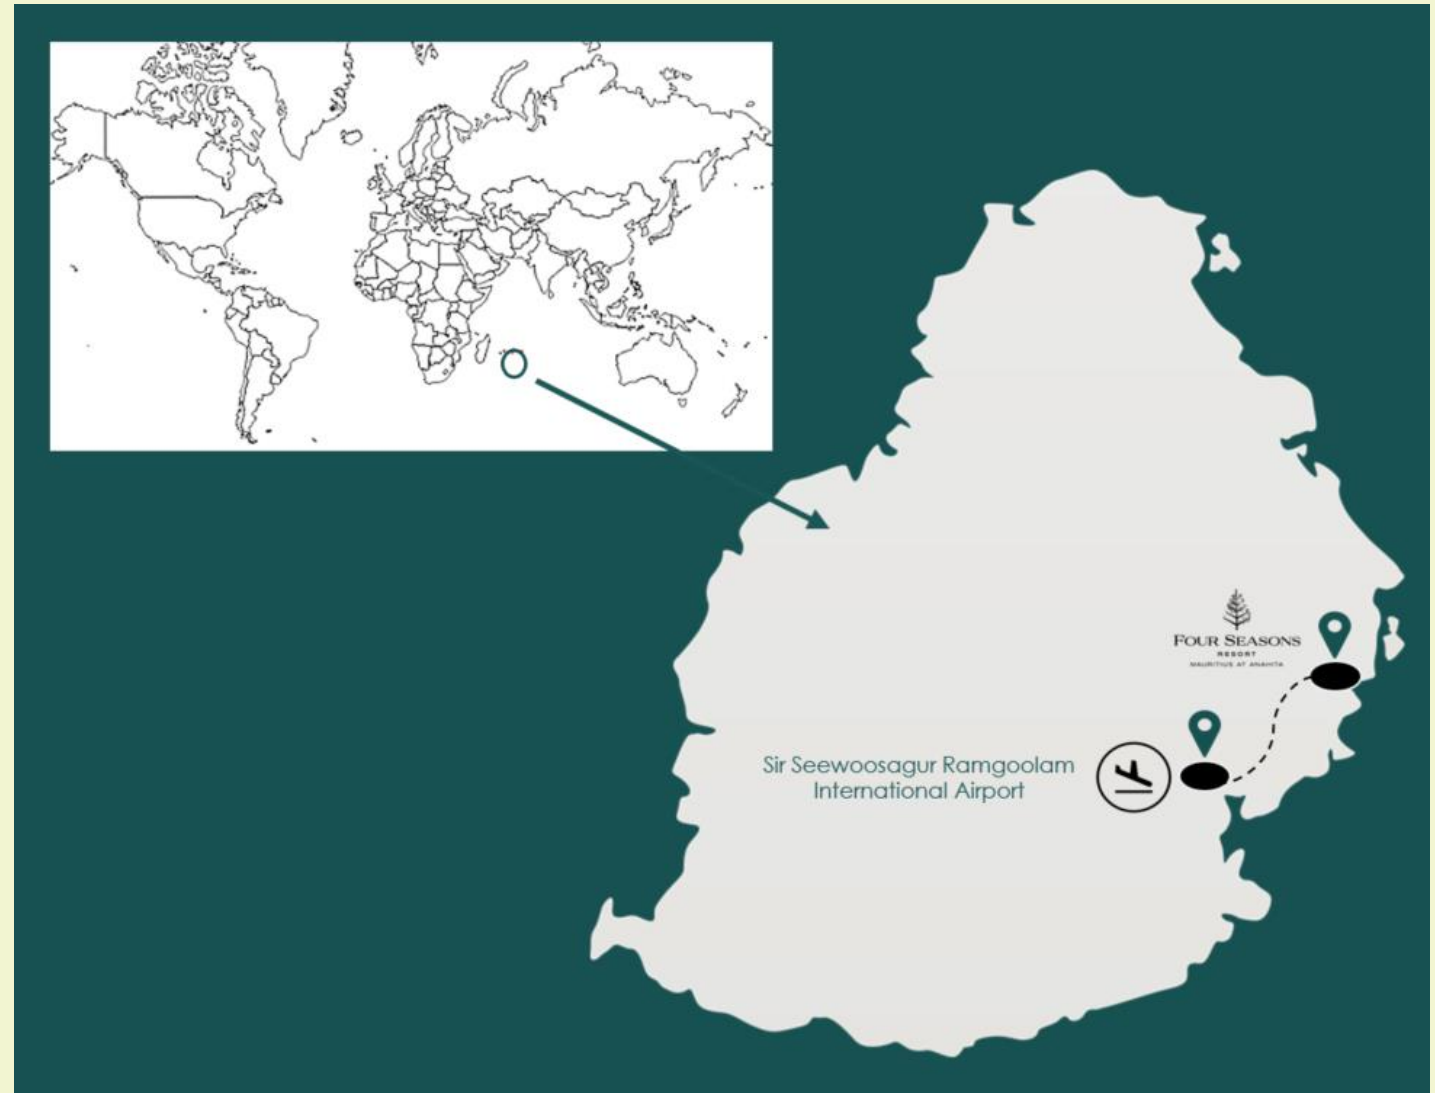 FOUR SEASONS
RESORT
MAURITIUS AT ANAHITA
Sir Seewoosagur Ramgoolam
International Airport